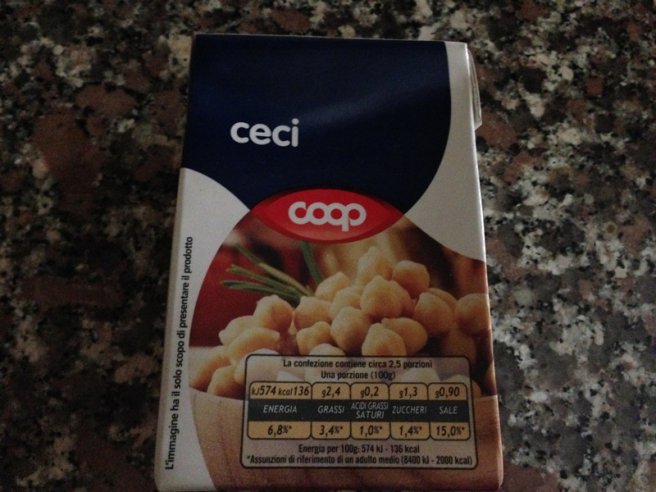 ceci
coop
L'immagine ha il solo scopo di presentare il prodotto
La confezione contiene circa 2,5 porzioni
Una porzione (100g)
kJ574 kcal136 g2,4 g0,2 g1,3 g0,90
ENERGIA GRASSI ACIDI GRASSI SATURI ZUCCHERI SALE
6,8%* 3,4%* 1,0%* 1,4%* 15,0%*
Energia per 100g: 574 kJ - 136 kcal
*Assunzioni di riferimento di un adulto medio (8400 kJ - 2000 kcal)